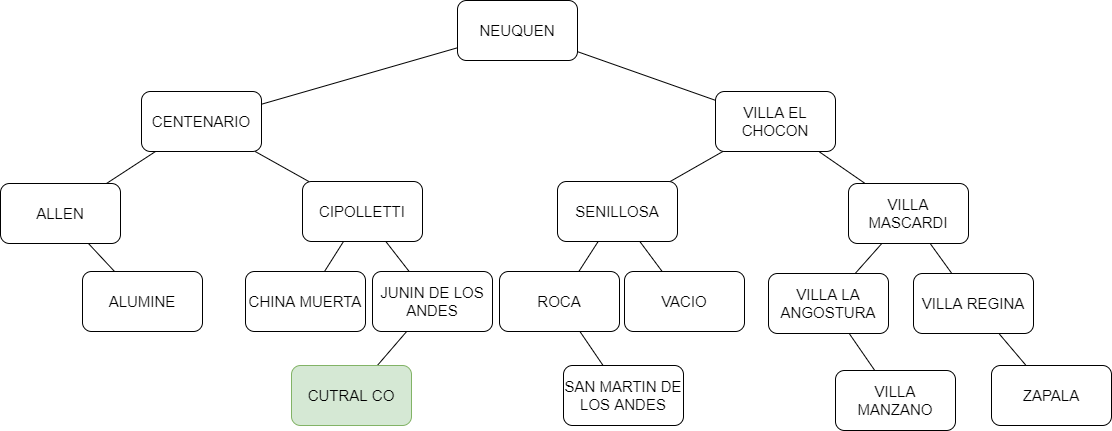 NEUQUEN
CENTENARIO
VILLA EL
CHOCON
ALLEN
CIPOLLETTI
SENILLOSA
VILLA
MASCARDI
ALUMINE
CHINA MUERTA
JUNIN DE LOS
ANDES
ROCA
VACIO
VILLA LA
ANGOSTURA
VILLA REGINA
CUTRAL CO
SAN MARTIN DE
LOS ANDES
VILLA
MANZANO
ZAPALA